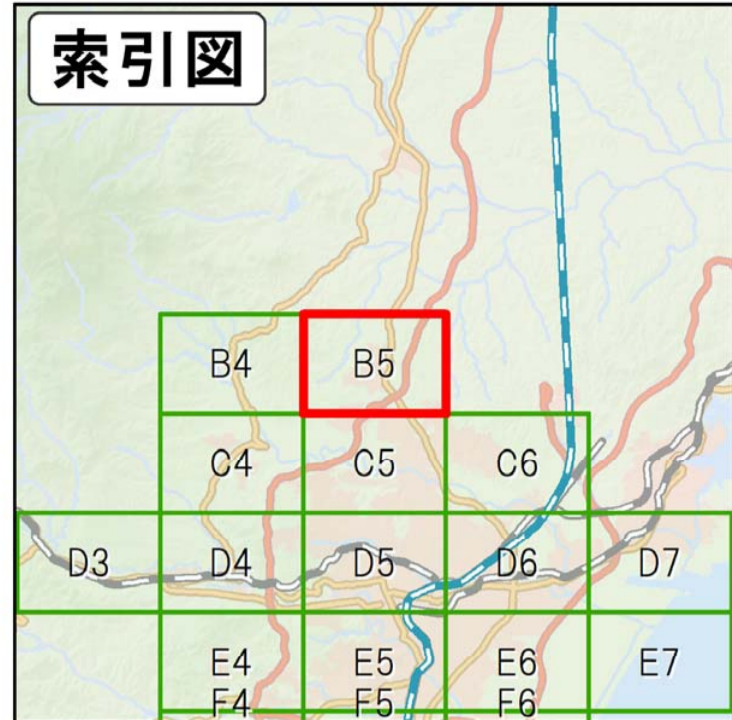 索引図
B4 B5
C4 C5 C6
D3 D4 D5 D6 D7
E4 E5 E6 E7
F4 F5 F6